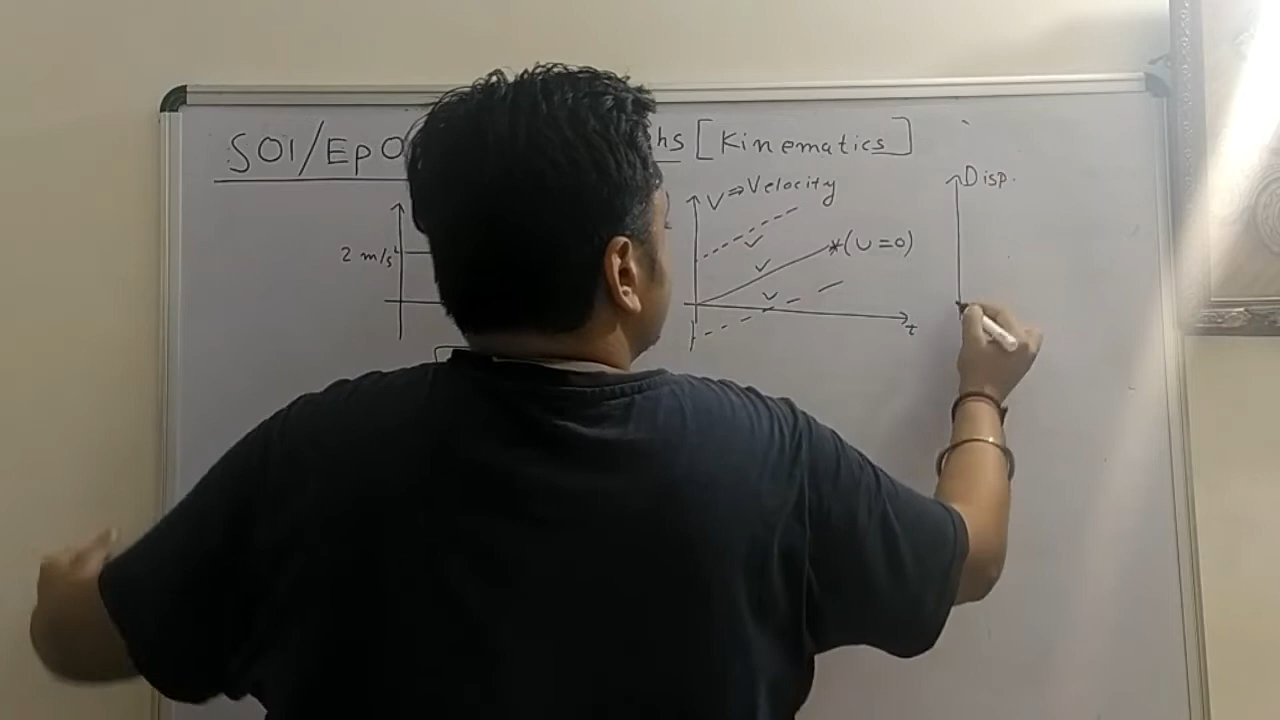 S01/Ep0 hs [Kinematics]
V ⇒ Velocity
Disp.
2 m/s²
*(u=0)
t